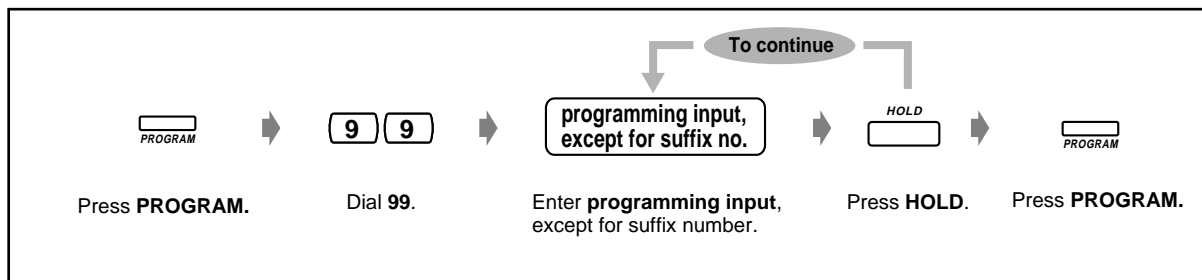 To continue
PROGRAM
9 9
programming input,
except for suffix no.
HOLD
PROGRAM
Press PROGRAM.
Dial 99.
Enter programming input,
except for suffix number.
Press HOLD.
Press PROGRAM.